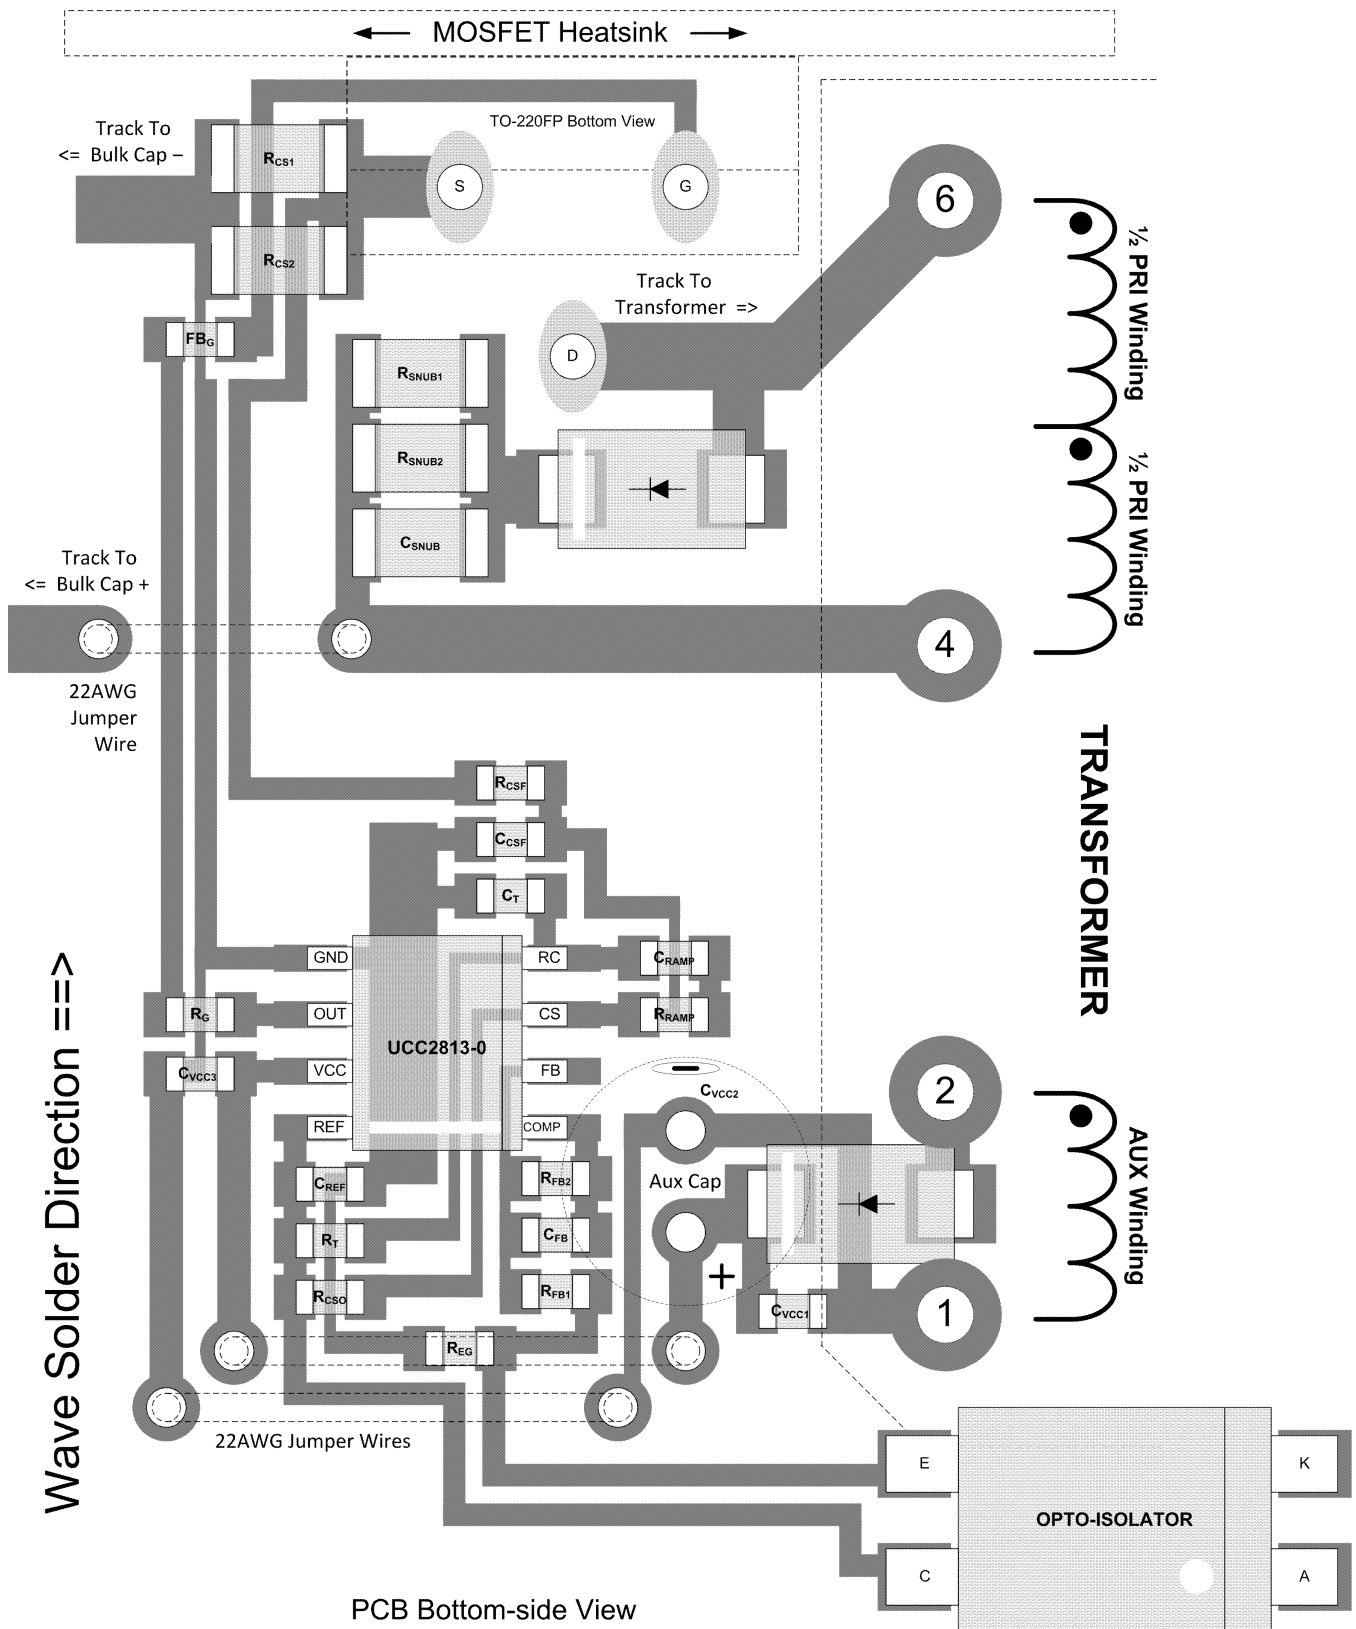 MOSFET Heatsink
Track To
<= Bulk Cap –
TO-220FP Bottom View
RCS1
S
G
6
½ PRI Winding
RCS2
Track To
Transformer =>
FBG
D
RSNUB1
RSNUB2
CSNUB
½ PRI Winding
Track To
<= Bulk Cap +
4
22AWG
Jumper
Wire
TRANSFORMER
RCSF
CCSF
CT
GND
RC
CRAMP
RG
OUT
CS
RRAMP
UCC2813-0
CVCC3
VCC
FB
CVCC2
2
REF
COMP
AUX Winding
CREF
RFB2
Aux Cap
RT
CFB
+
RCSO
RFB1
CVCC1
1
REG
22AWG Jumper Wires
Wave Solder Direction ==>
E
K
OPTO-ISOLATOR
C
A
PCB Bottom-side View